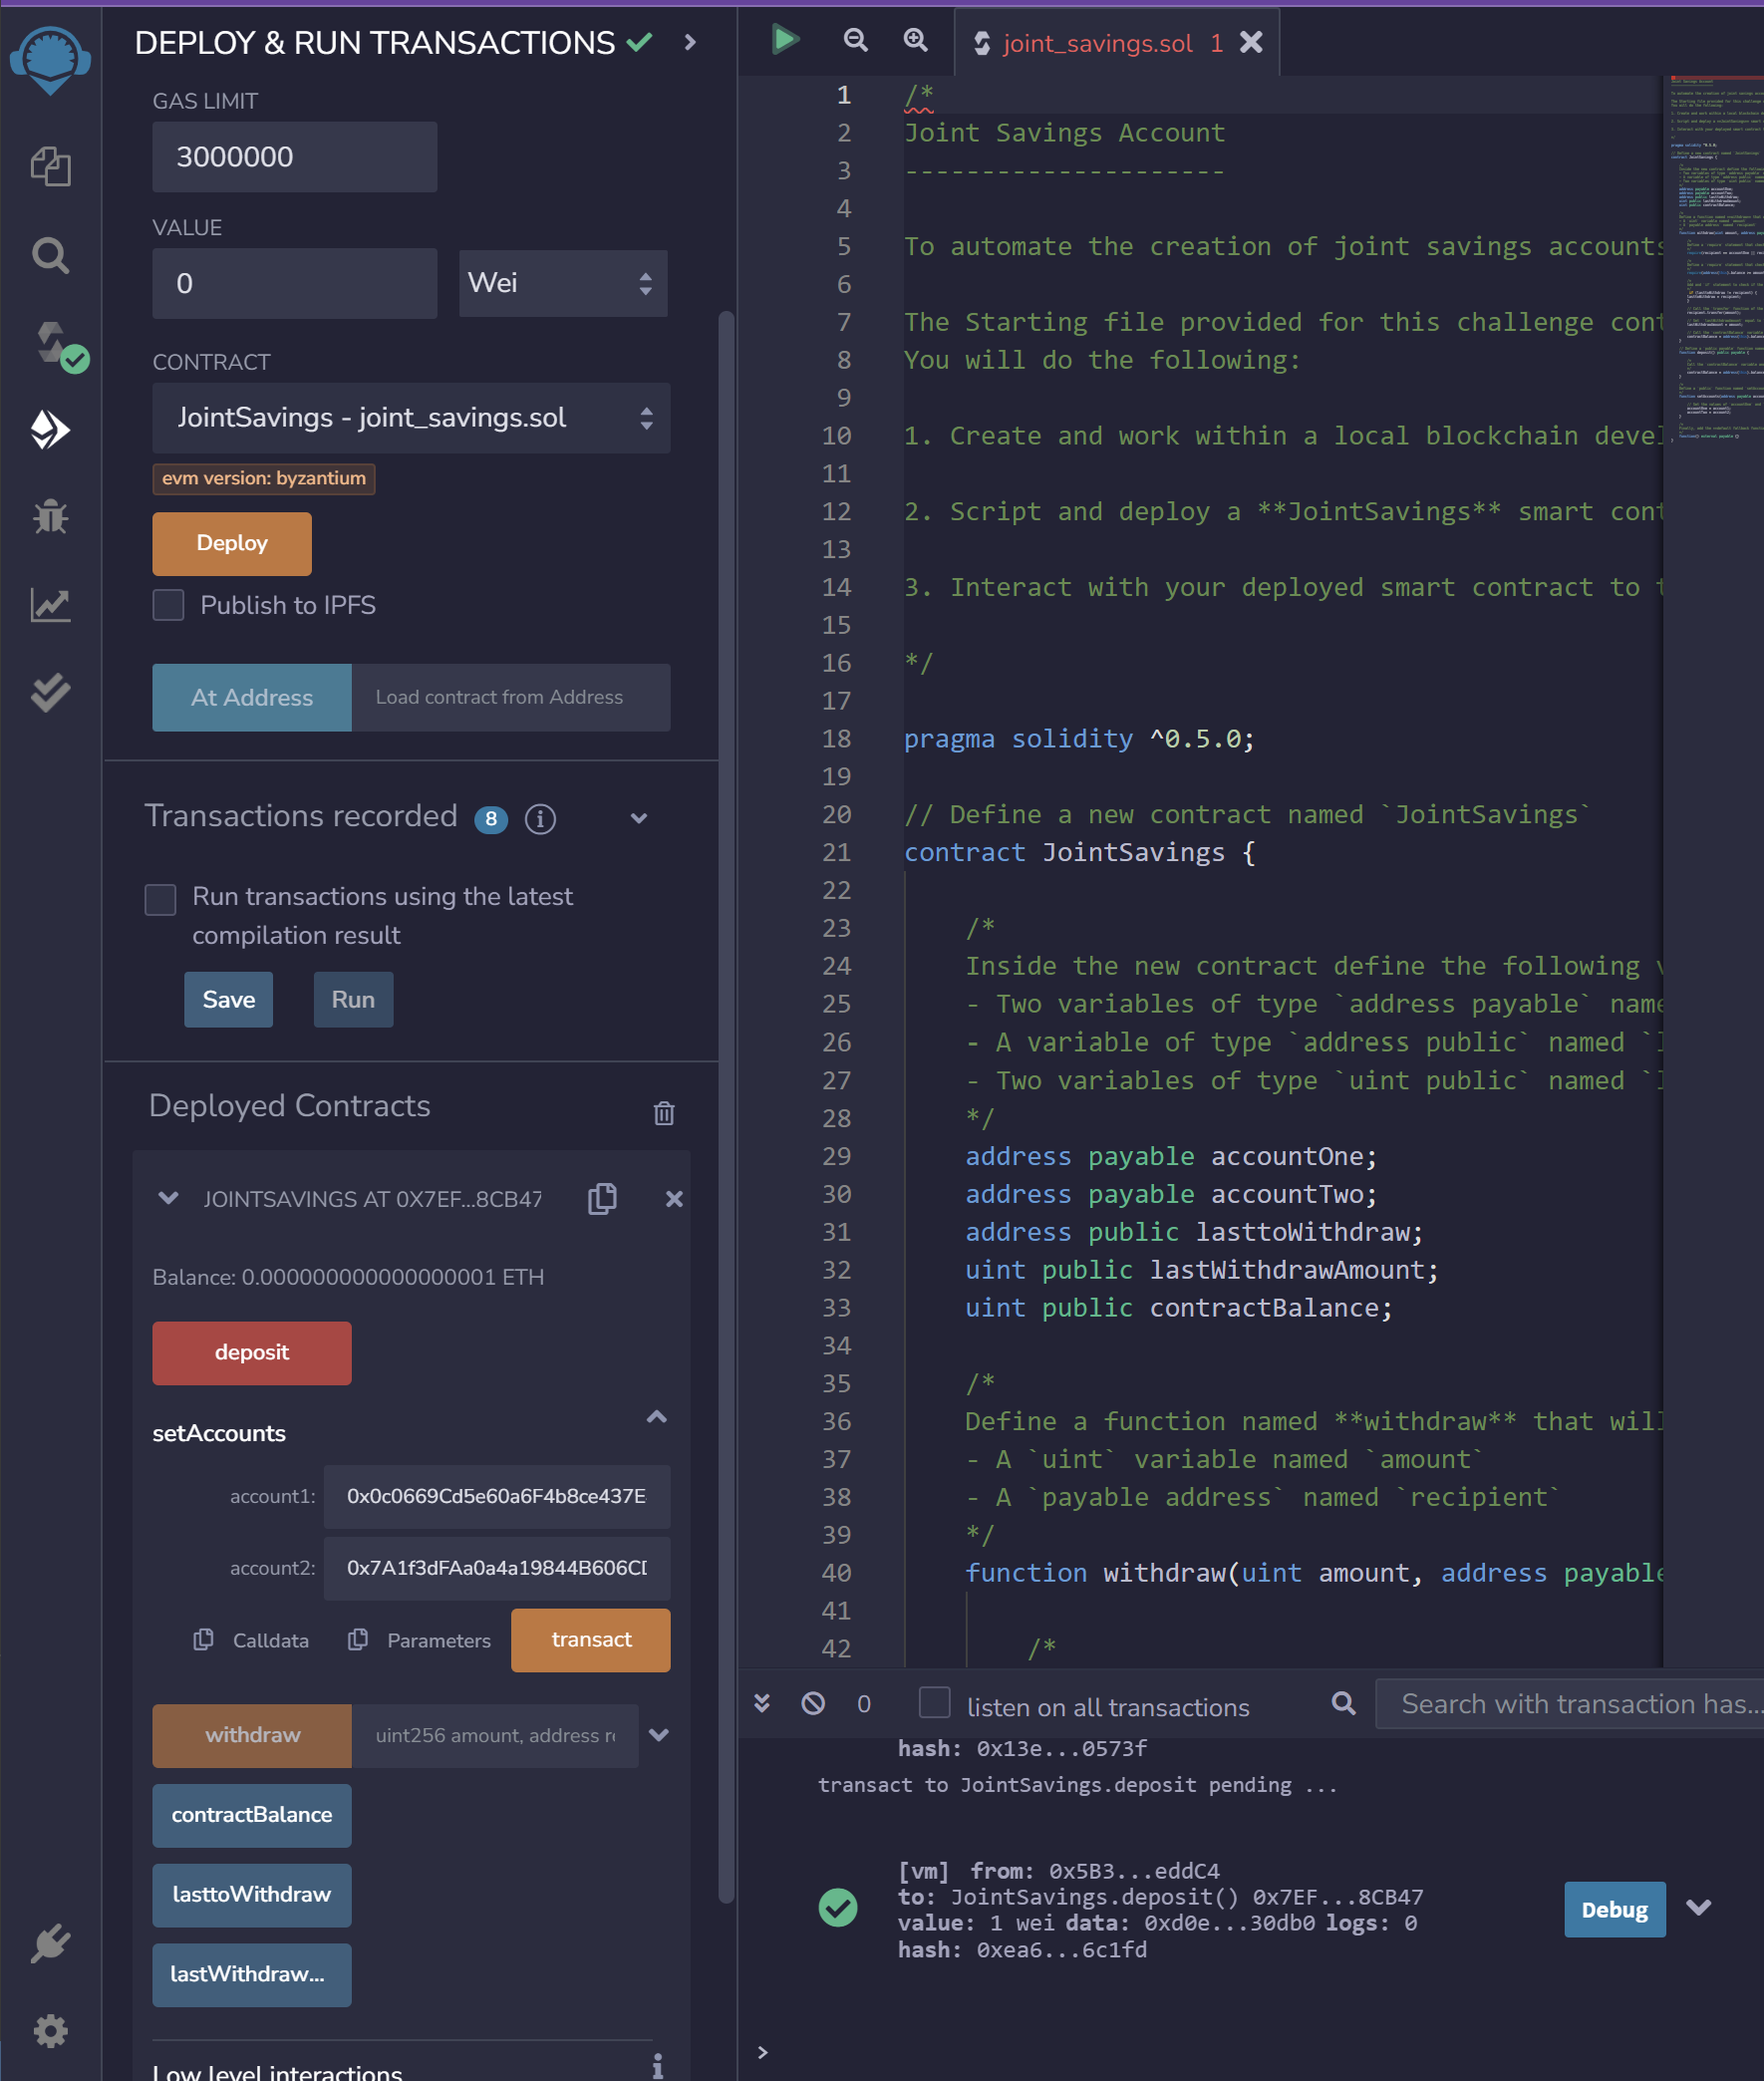 DEPLOY & RUN TRANSACTIONS
GAS LIMIT
3000000
VALUE
0
Wei
CONTRACT
JointSavings - joint_savings.sol
evm version: byzantium
Deploy
Publish to IPFS
At Address
Load contract from Address
Transactions recorded 8
Run transactions using the latest
compilation result
Save
Run
Deployed Contracts
JOINTSAVINGS AT 0X7EF...8CB47
Balance: 0.000000000000000001 ETH
deposit
setAccounts
account1: 0x0c0669Cd5e60a6F4b8ce437E
account2: 0x7A1f3dFAa0a4a19844B606CD
Calldata
Parameters
transact
withdraw
uint256 amount, address re
contractBalance
lasttoWithdraw
lastWithdraw...
Low level interactions
joint_savings.sol 1
1 /*
2 Joint Savings Account
3 ---------------------
4
5 To automate the creation of joint savings accounts
6
7 The Starting file provided for this challenge cont
8 You will do the following:
9
10 1. Create and work within a local blockchain devel
11
12 2. Script and deploy a **JointSavings** smart cont
13
14 3. Interact with your deployed smart contract to t
15
16 */
17
18 pragma solidity ^0.5.0;
19
20 // Define a new contract named `JointSavings`
21 contract JointSavings {
22
23 /*
24 Inside the new contract define the following v
25 - Two variables of type `address payable` name
26 - A variable of type `address public` named `l
27 - Two variables of type `uint public` named `l
28 */
29 address payable accountOne;
30 address payable accountTwo;
31 address public lasttoWithdraw;
32 uint public lastWithdrawAmount;
33 uint public contractBalance;
34
35 /*
36 Define a function named **withdraw** that will
37 - A `uint` variable named `amount`
38 - A `payable address` named `recipient`
39 */
40 function withdraw(uint amount, address payable
41
42 /*
0
listen on all transactions
Search with transaction has...
hash: 0x13e...0573f
transact to JointSavings.deposit pending ...
[vm] from: 0x5B3...eddC4
to: JointSavings.deposit() 0x7EF...8CB47
value: 1 wei data: 0xd0e...30db0 logs: 0
hash: 0xea6...6c1fd
Debug
>